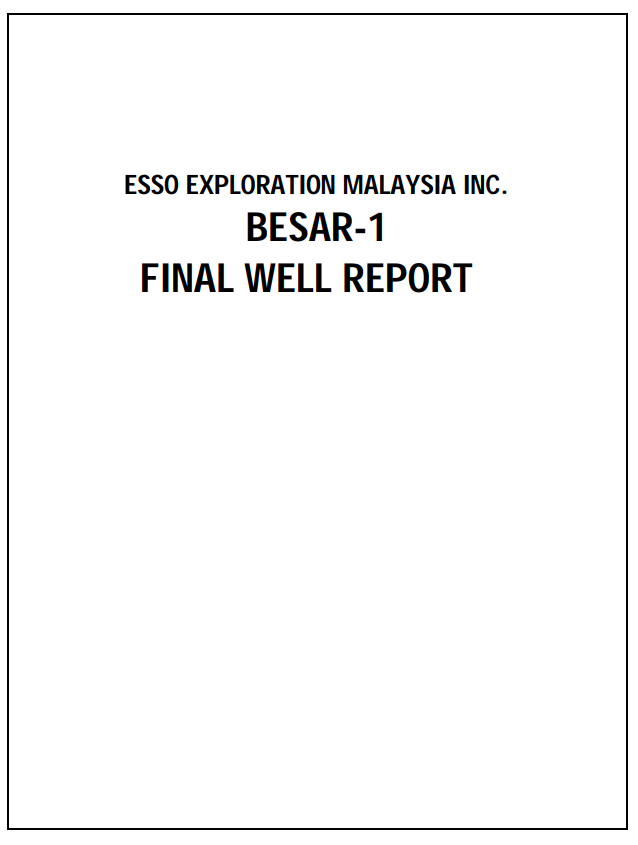 ESSO EXPLORATION MALAYSIA INC.
BESAR-1
FINAL WELL REPORT